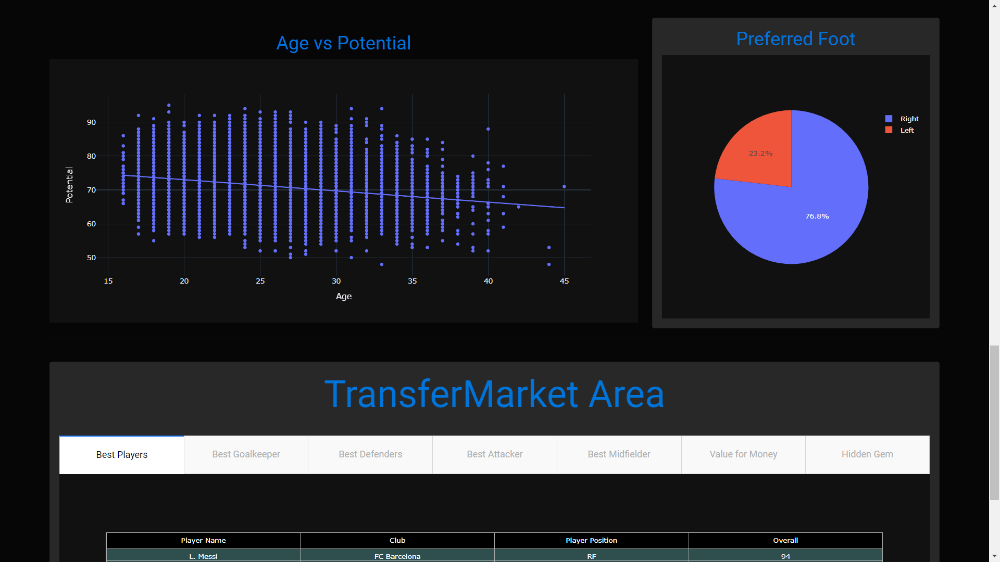 Age vs Potential
Potential
90
80
70
60
50
15 20 25 30 35 40 45
Age
Preferred Foot
Right
Left
23.2%
76.8%
TransferMarket Area
Best Players Best Goalkeeper Best Defenders Best Attacker Best Midfielder Value for Money Hidden Gem
Player Name Club Player Position Overall
L. Messi FC Barcelona RF 94